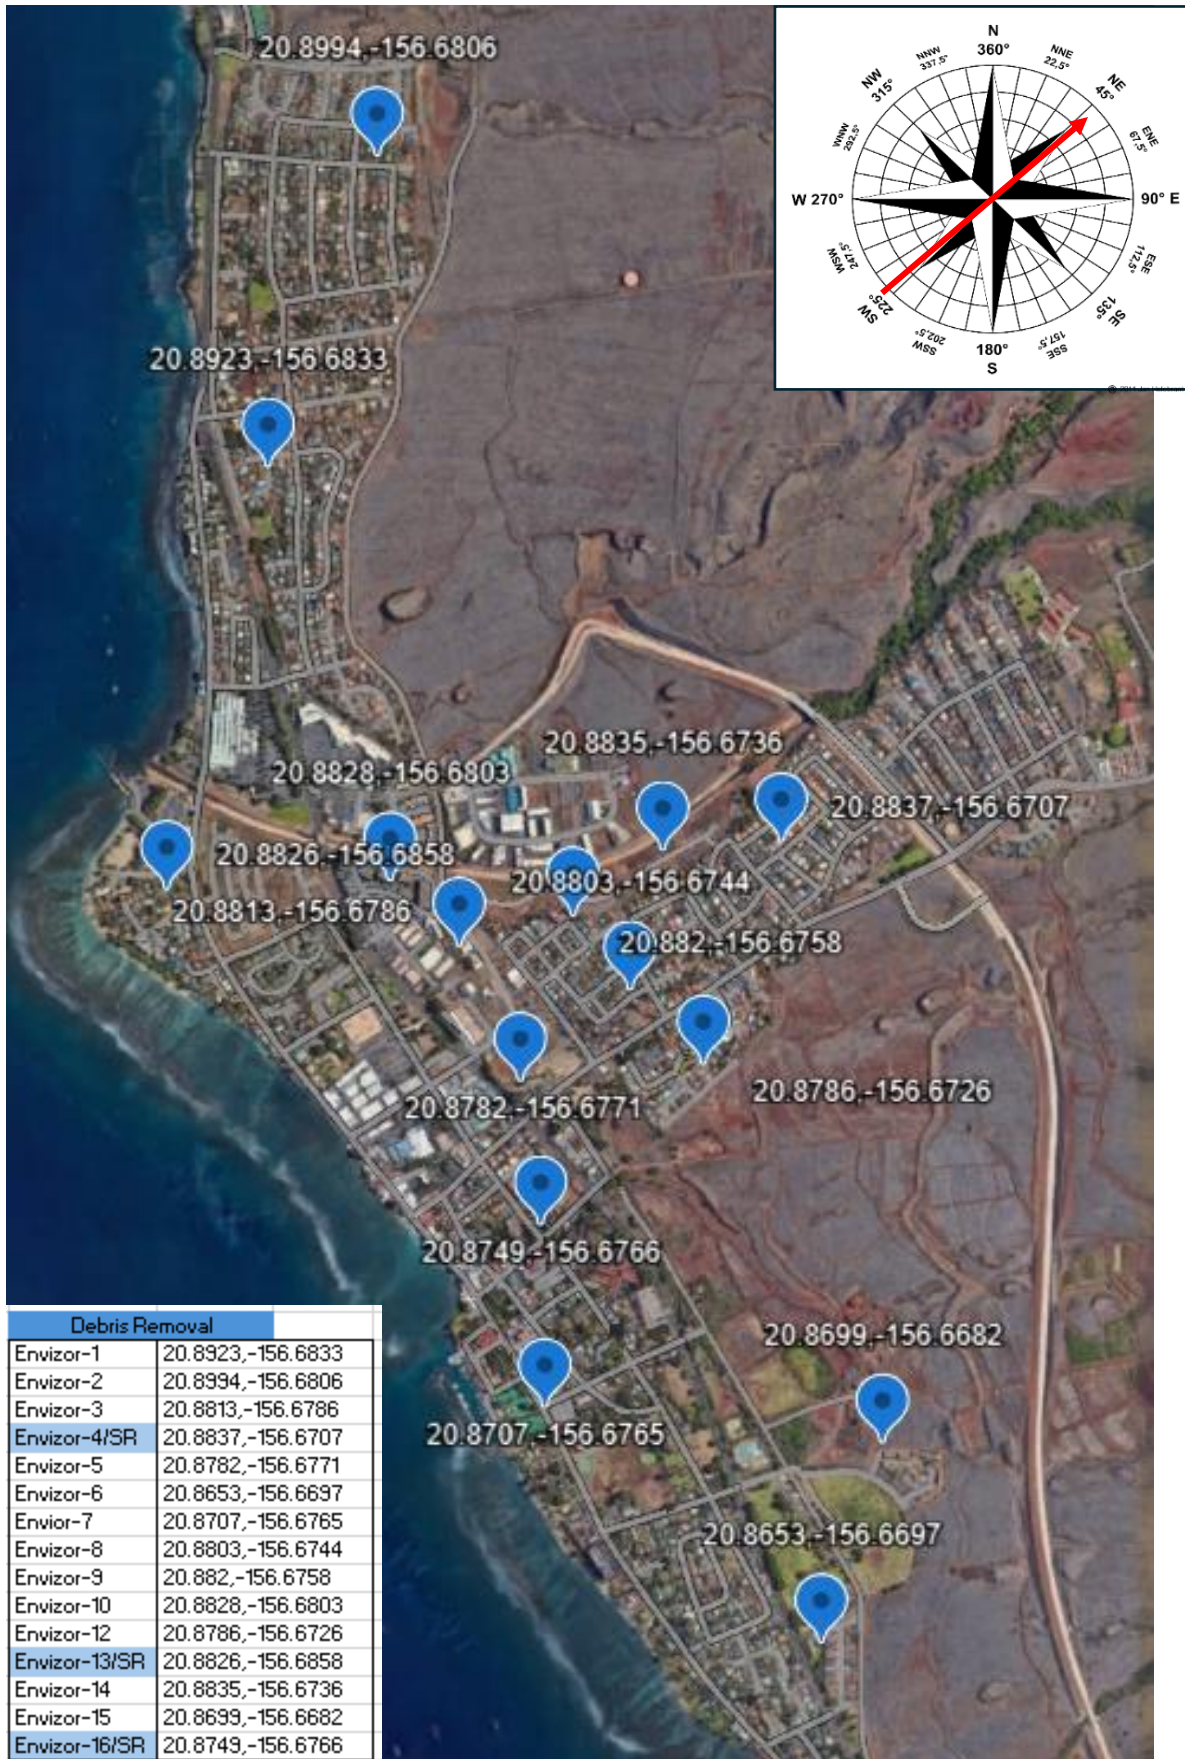 20.8994,-156.6806
N
360°
NNE
22,5°
NE
45°
ENE
67,5°
90° E
ESE
112,5°
SE
135°
SSE
157,5°
180°
S
SSW
202,5°
SW
225°
WSW
247,5°
W 270°
WNW
292,5°
NW
315°
NNW
337,5°
20.8923,-156.6833
20.8835,-156.6736
20.8828,-156.6803
20.8837,-156.6707
20.8826,-156.6858
20.8803,-156.6744
20.8813,-156.6786
20.882,-156.6758
20.8786,-156.6726
20.8782,-156.6771
20.8749,-156.6766
20.8699,-156.6682
20.8707,-156.6765
20.8653,-156.6697
Debris Removal
Envizor-1 20.8923,-156.6833
Envizor-2 20.8994,-156.6806
Envizor-3 20.8813,-156.6786
Envizor-4/SR 20.8837,-156.6707
Envizor-5 20.8782,-156.6771
Envizor-6 20.8653,-156.6697
Envior-7 20.8707,-156.6765
Envizor-8 20.8803,-156.6744
Envizor-9 20.882,-156.6758
Envizor-10 20.8828,-156.6803
Envizor-12 20.8786,-156.6726
Envizor-13/SR 20.8826,-156.6858
Envizor-14 20.8835,-156.6736
Envizor-15 20.8699,-156.6682
Envizor-16/SR 20.8749,-156.6766